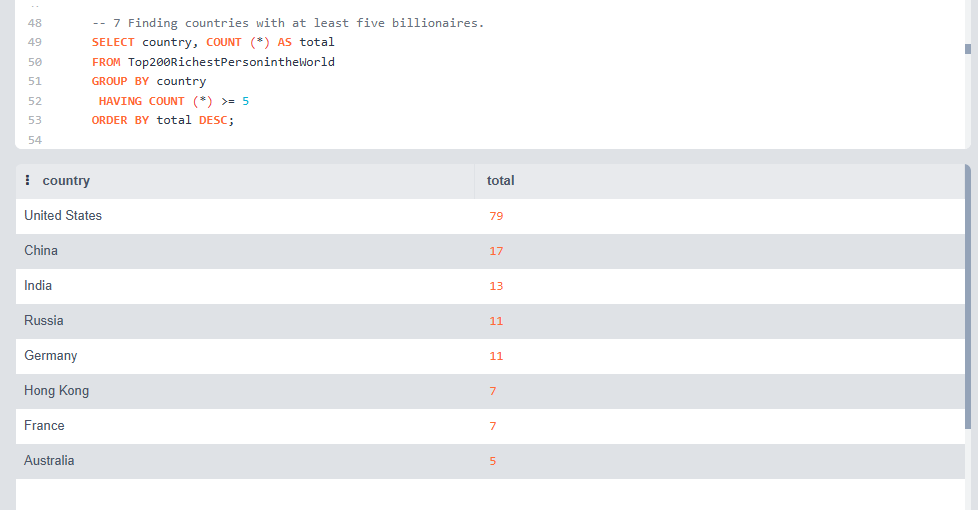 48 -- 7 Finding countries with at least five billionaires.
49 SELECT country, COUNT (*) AS total
50 FROM Top200RichestPersonintheWorld
51 GROUP BY country
52 HAVING COUNT (*) >= 5
53 ORDER BY total DESC;
54
country total
United States 79
China 17
India 13
Russia 11
Germany 11
Hong Kong 7
France 7
Australia 5